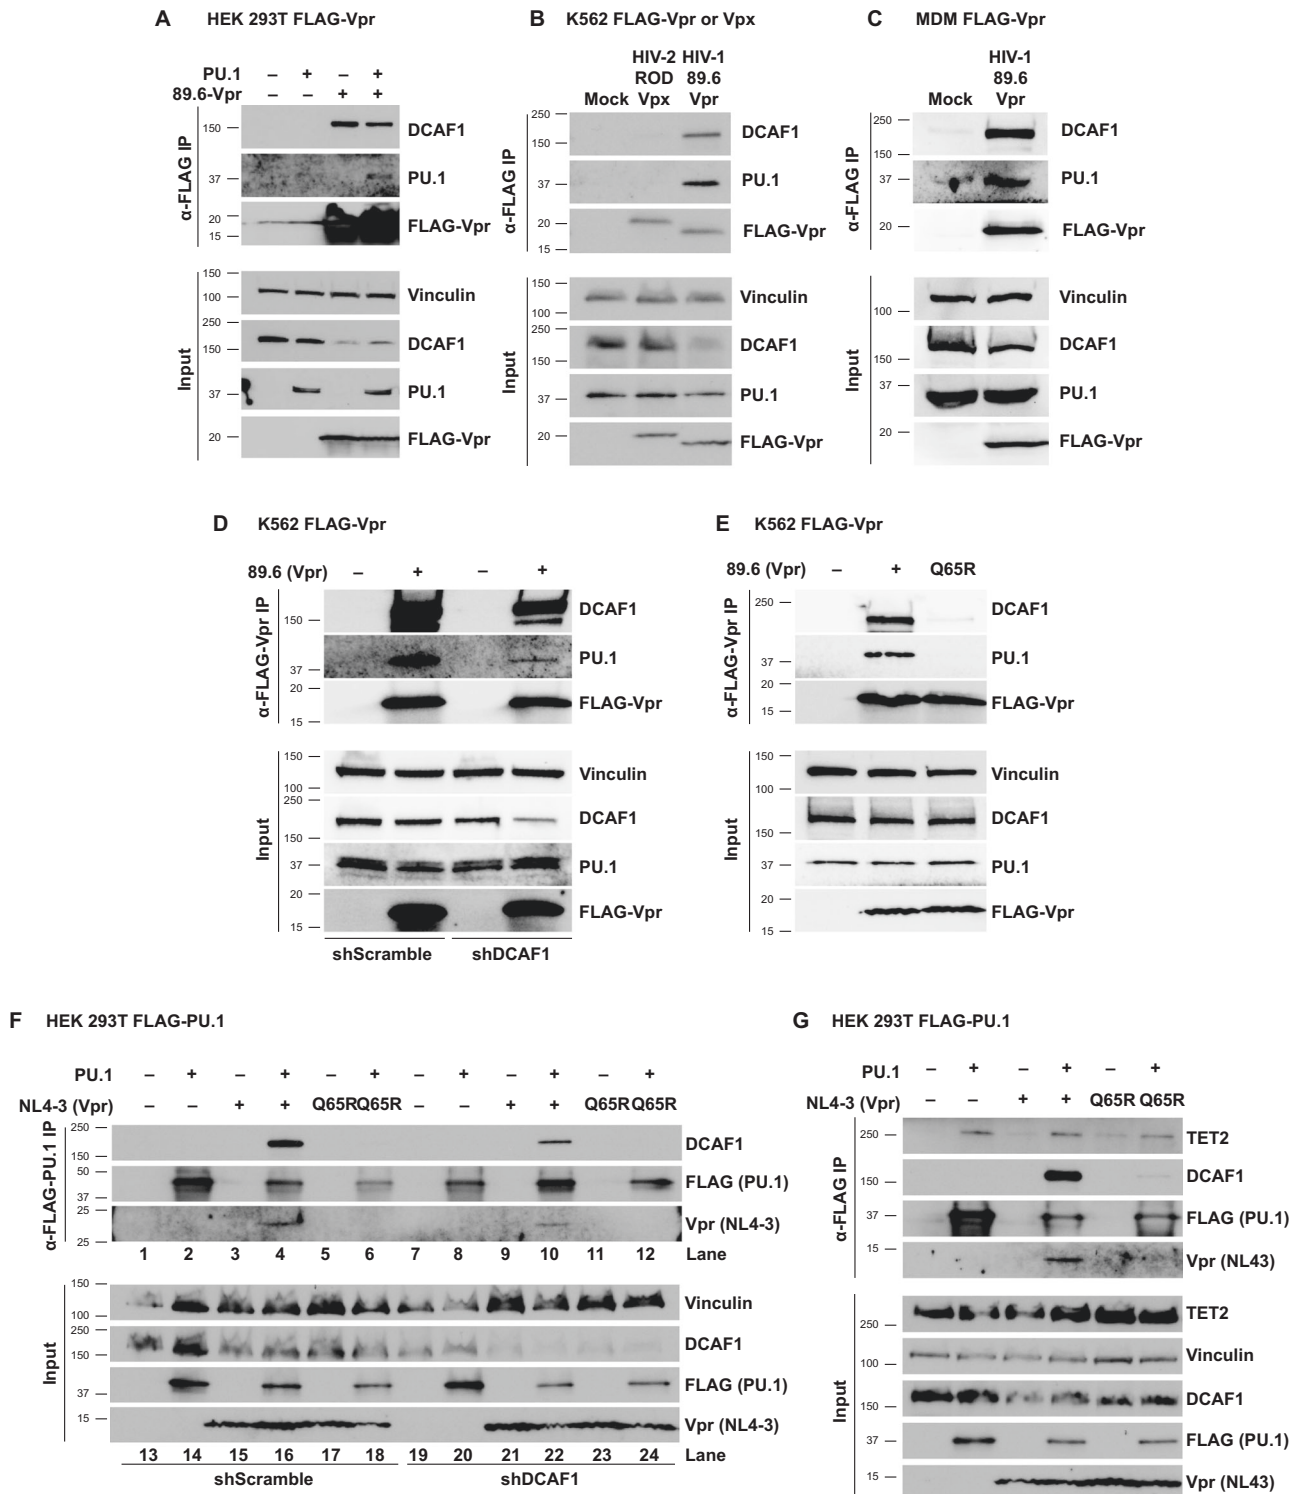 A HEK 293T FLAG-Vpr
PU.1 – + – +
89.6-Vpr – – + +
α-FLAG IP
150
DCAF1
37
PU.1
20
15
FLAG-Vpr
Input
150
100
Vinculin
250
150
DCAF1
37
PU.1
20
FLAG-Vpr
B K562 FLAG-Vpr or Vpx
HIV-2 HIV-1
ROD 89.6
Mock Vpx Vpr
α-FLAG IP
250
150
DCAF1
37
PU.1
20
15
FLAG-Vpr
Input
150
100
Vinculin
250
150
DCAF1
37
PU.1
20
FLAG-Vpr
C MDM FLAG-Vpr
HIV-1
89.6
Mock Vpr
α-FLAG IP
250
150
DCAF1
37
PU.1
20
FLAG-Vpr
Input
100
Vinculin
150
DCAF1
37
PU.1
20
FLAG-Vpr
D K562 FLAG-Vpr
89.6 (Vpr) – + – +
α-FLAG-Vpr IP
150
DCAF1
37
PU.1
20
15
FLAG-Vpr
Input
150
100
Vinculin
250
150
DCAF1
37
PU.1
20
15
FLAG-Vpr
shScramble shDCAF1
E K562 FLAG-Vpr
89.6 (Vpr) – + Q65R
α-FLAG-Vpr IP
250
DCAF1
37
PU.1
20
15
FLAG-Vpr
Input
150
100
Vinculin
150
DCAF1
37
PU.1
20
15
FLAG-Vpr
F HEK 293T FLAG-PU.1
PU.1 – + – + – + – + – + – +
NL4-3 (Vpr) – – + + Q65R Q65R – – + + Q65R Q65R
α-FLAG-PU.1 IP
250
150
DCAF1
50
37
FLAG (PU.1)
25
25
Vpr (NL4-3)
1 2 3 4 5 6 7 8 9 10 11 12 Lane
Input
150
100
Vinculin
250
150
DCAF1
37
FLAG (PU.1)
15
Vpr (NL4-3)
13 14 15 16 17 18 19 20 21 22 23 24 Lane
shScramble shDCAF1
G HEK 293T FLAG-PU.1
PU.1 – + – + – +
NL4-3 (Vpr) – – + + Q65R Q65R
α-FLAG IP
250
TET2
150
DCAF1
37
FLAG (PU.1)
15
Vpr (NL43)
Input
250
TET2
100
Vinculin
150
DCAF1
37
FLAG (PU.1)
15
Vpr (NL43)